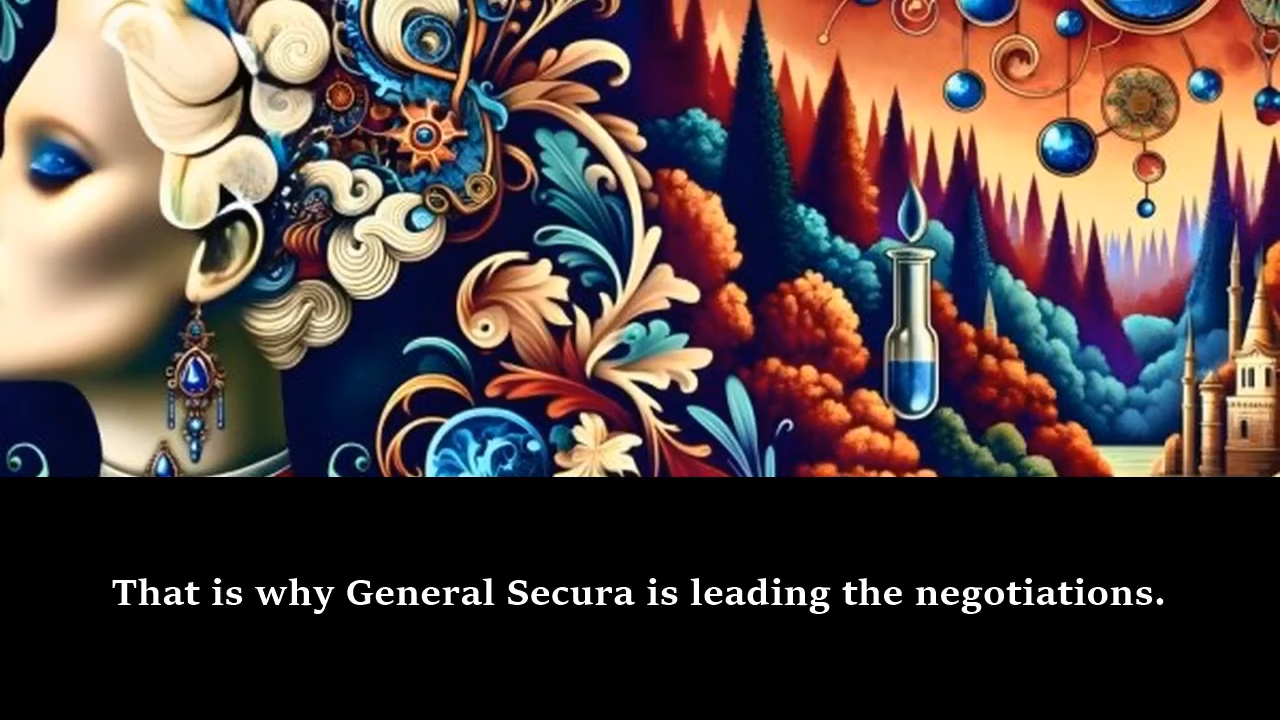 That is why General Secura is leading the negotiations.